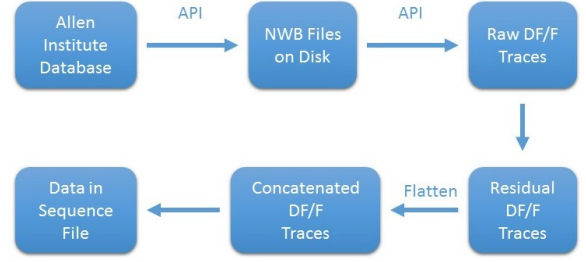 Allen
Institute
Database
API
NWB Files
on Disk
API
Raw DF/F
Traces
Residual
DF/F
Traces
Flatten
Concatenated
DF/F
Traces
Data in
Sequence
File